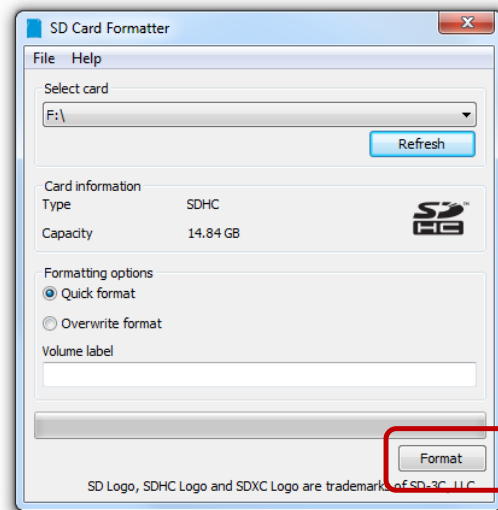 SD Card Formatter
File Help
Select card
F:\
Refresh
Card information
Type SDHC
Capacity 14.84 GB
SD HC
Formatting options
Quick format
Overwrite format
Volume label
Format
SD Logo, SDHC Logo and SDXC Logo are trademarks of SD-3C, LLC